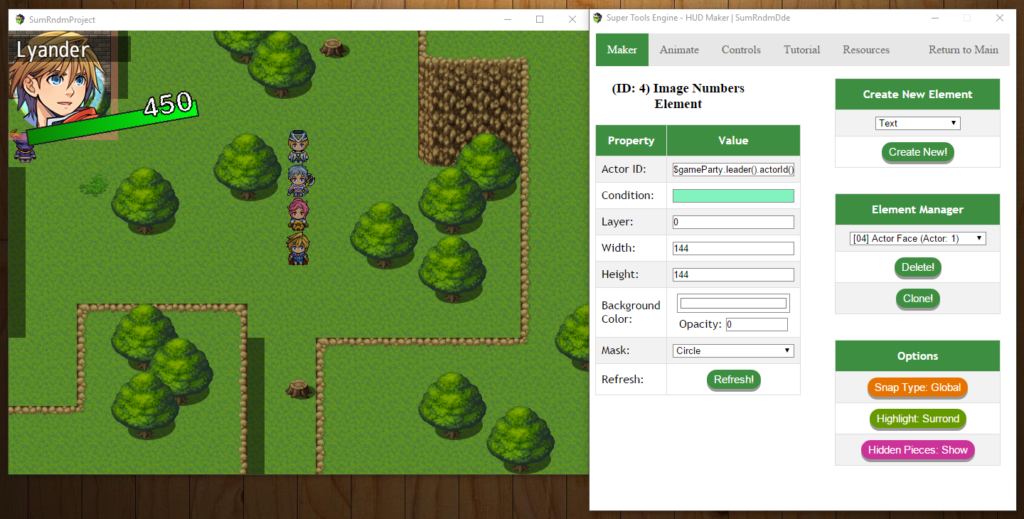 SumRndmProject
Lyander
450
Super Tools Engine - HUD Maker | SumRndmDde
Maker Animate Controls Tutorial Resources Return to Main
(ID: 4) Image Numbers
Element
Property Value
Actor ID: $gameParty.leader().actorId()
Condition:
Layer: 0
Width: 144
Height: 144
Background
Color:
Opacity: 0
Mask: Circle
Refresh: Refresh!
Create New Element
Text
Create New!
Element Manager
[04] Actor Face (Actor: 1)
Delete!
Clone!
Options
Snap Type: Global
Highlight: Surrond
Hidden Pieces: Show